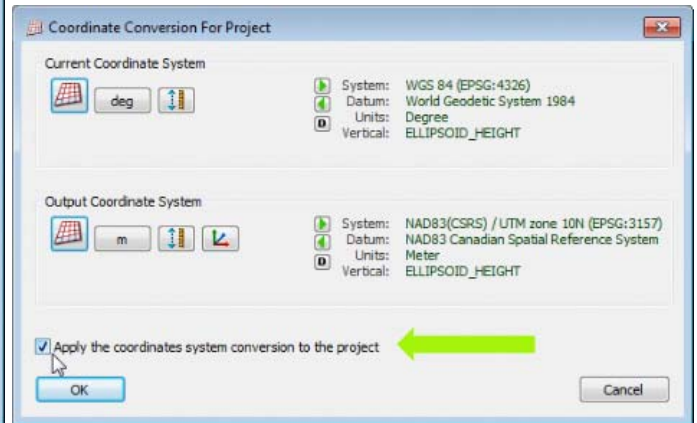 Coordinate Conversion For Project
Current Coordinate System
deg
System: WGS 84 (EPSG:4326)
Datum: World Geodetic System 1984
D
Units: Degree
Vertical: ELLIPSOID_HEIGHT
Output Coordinate System
m
System: NAD83(CSRS) / UTM zone 10N (EPSG:3157)
Datum: NAD83 Canadian Spatial Reference System
D
Units: Meter
Vertical: ELLIPSOID_HEIGHT
Apply the coordinates system conversion to the project
OK Cancel